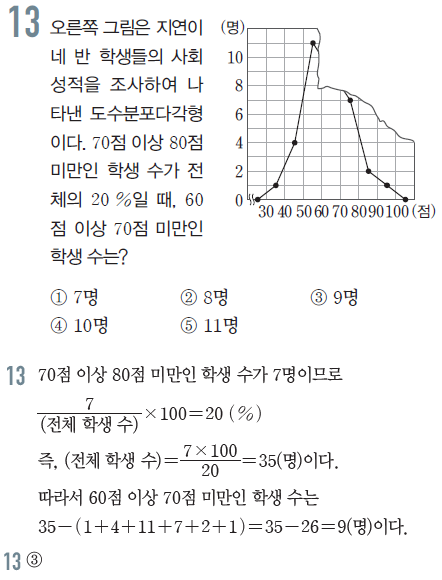 13 오른쪽 그림은 지연이
네 반 학생들의 사회
성적을 조사하여 나
타낸 도수분포다각형
이다. 70점 이상 80점
미만인 학생 수가 전
체의 20 %일 때, 60
점 이상 70점 미만인
학생 수는?
(명)
10
8
6
4
2
0
30 40 50 60 70 80 90 100 (점)
① 7명 ② 8명 ③ 9명
④ 10명 ⑤ 11명
13 70점 이상 80점 미만인 학생 수가 7명이므로
7
(전체 학생 수) ×100=20 (%)
즉, (전체 학생 수)= 7×100 =35(명)이다.
20
따라서 60점 이상 70점 미만인 학생 수는
35-(1+4+11+7+2+1)=35-26=9(명)이다.
13 ③